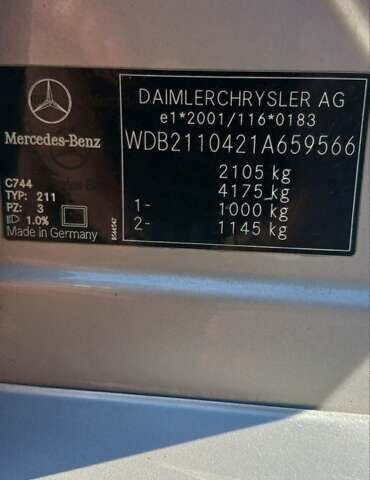 DAIMLERCHRYSLER AG
e1*2001/116*0183
Mercedes-Benz
WDB2110421A659566
2105 kg
4175 kg
1- 1000 kg
2- 1145 kg
C744
TYP: 211
PZ: 3
1.0%
Made in Germany